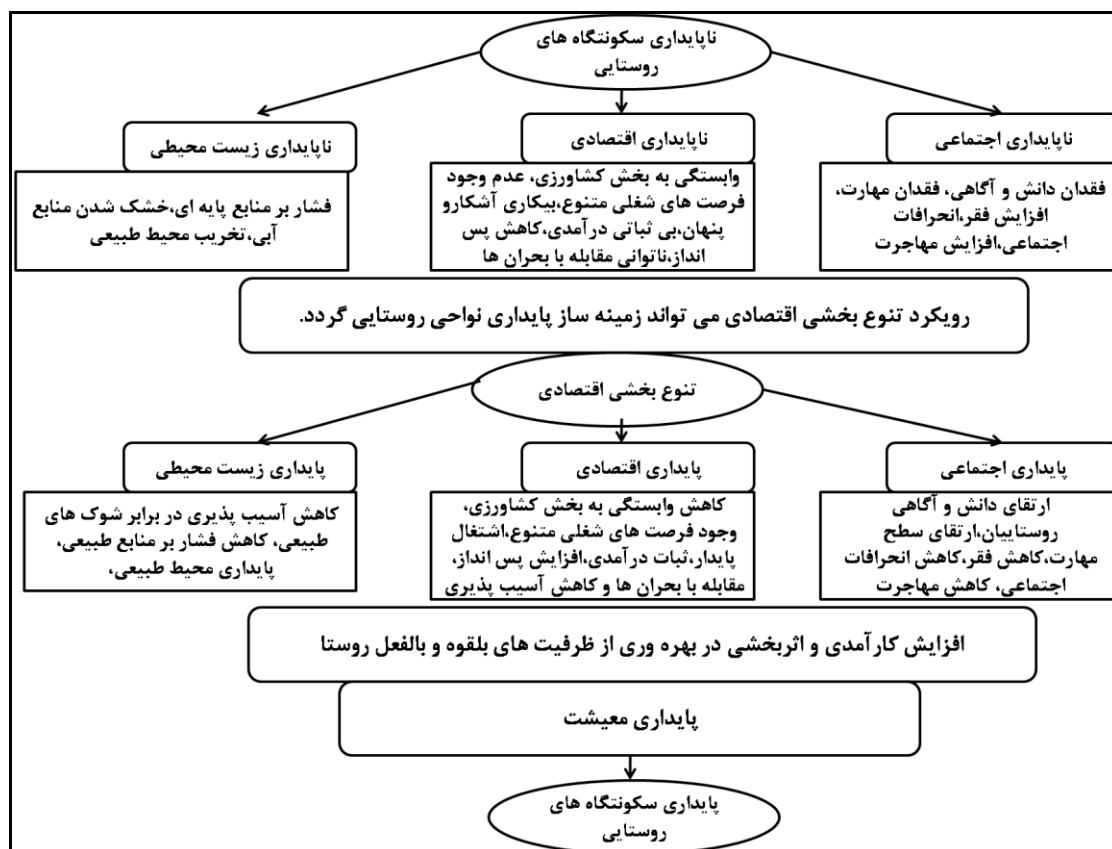 ناپایداری سکونتگاه های
روستایی
ناپایداری اجتماعی
ناپایداری اقتصادی
ناپایداری زیست محیطی
فقدان دانش و آگاهی، فقدان مهارت،
افزایش فقر،انحرافات
اجتماعی،افزایش مهاجرت
وابستگی به بخش کشاورزی، عدم وجود
فرصت های شغلی متنوع،بیکاری آشکارو
پنهان،بی ثباتی درآمدی،کاهش پس
انداز،ناتوانی مقابله با بحران ها
فشار بر منابع پایه ای،خشک شدن منابع
آبی،تخریب محیط طبیعی
رویکرد تنوع بخشی اقتصادی می تواند زمینه ساز پایداری نواحی روستایی گردد.
تنوع بخشی اقتصادی
پایداری اجتماعی
پایداری اقتصادی
پایداری زیست محیطی
ارتقای دانش و آگاهی
روستاییان،ارتقای سطح
مهارت،کاهش فقر،کاهش انحرافات
اجتماعی، کاهش مهاجرت
کاهش وابستگی به بخش کشاورزی،
وجود فرصت های شغلی متنوع،اشتغال
پایدار،ثبات درآمدی،افزایش پس انداز،
مقابله با بحران ها و کاهش آسیب پذیری
کاهش آسیب پذیری در برابر شوک های
طبیعی، کاهش فشار بر منابع طبیعی،
پایداری محیط طبیعی،
افزایش کارآمدی و اثربخشی در بهره وری از ظرفیت های بلقوه و بالفعل روستا
پایداری معیشت
پایداری سکونتگاه های
روستایی